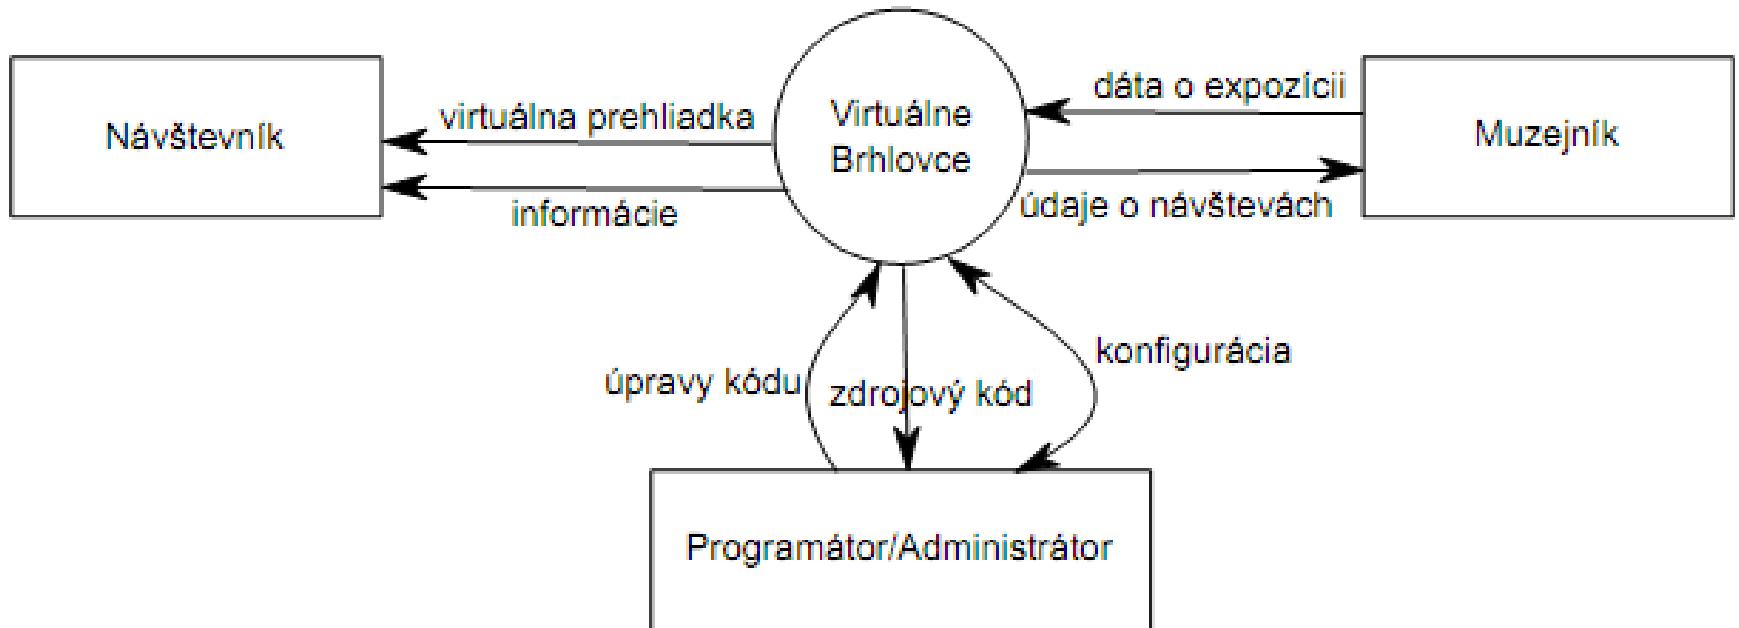 Návštevník
virtuálna prehliadka
informácie
Virtuálne
Brhlovce
dáta o expozícii
údaje o návštevách
Muzejník
úpravy kódu
zdrojový kód
konfigurácia
Programátor/Administrátor